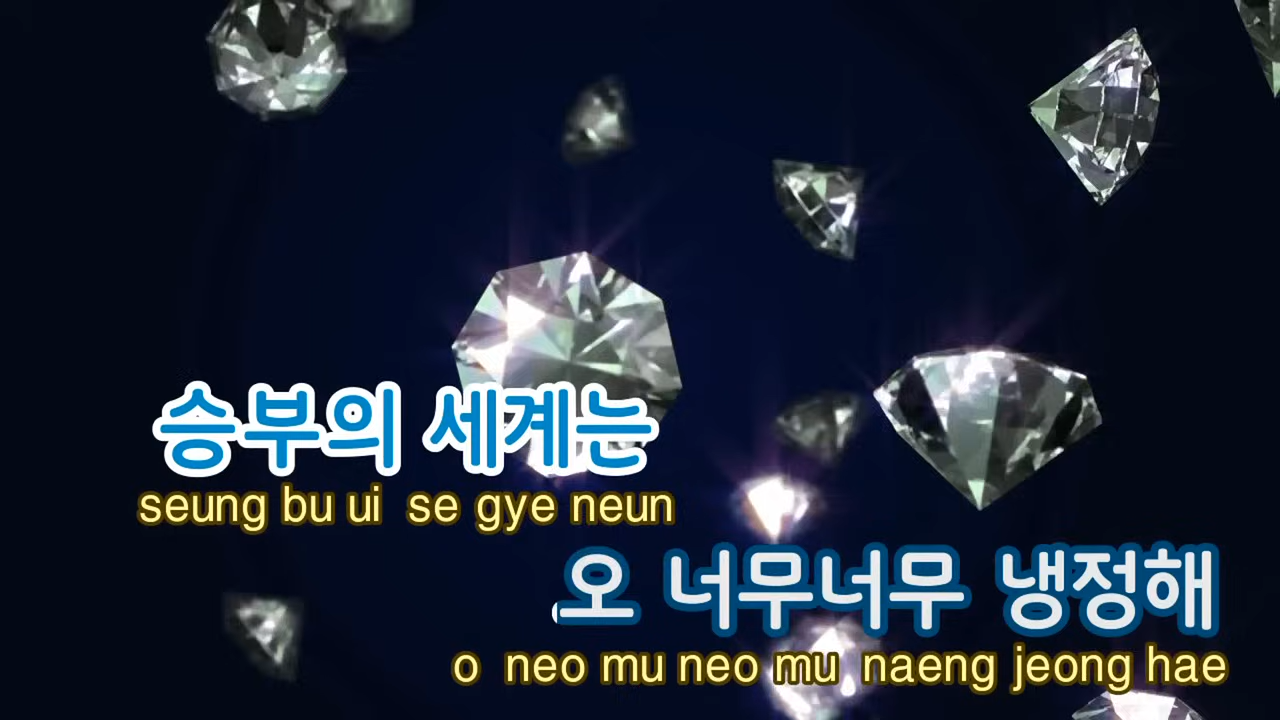 승부의 세계는
seung bu ui se gye neun
오 너무너무 냉정해
o neo mu neo mu naeng jeong hae